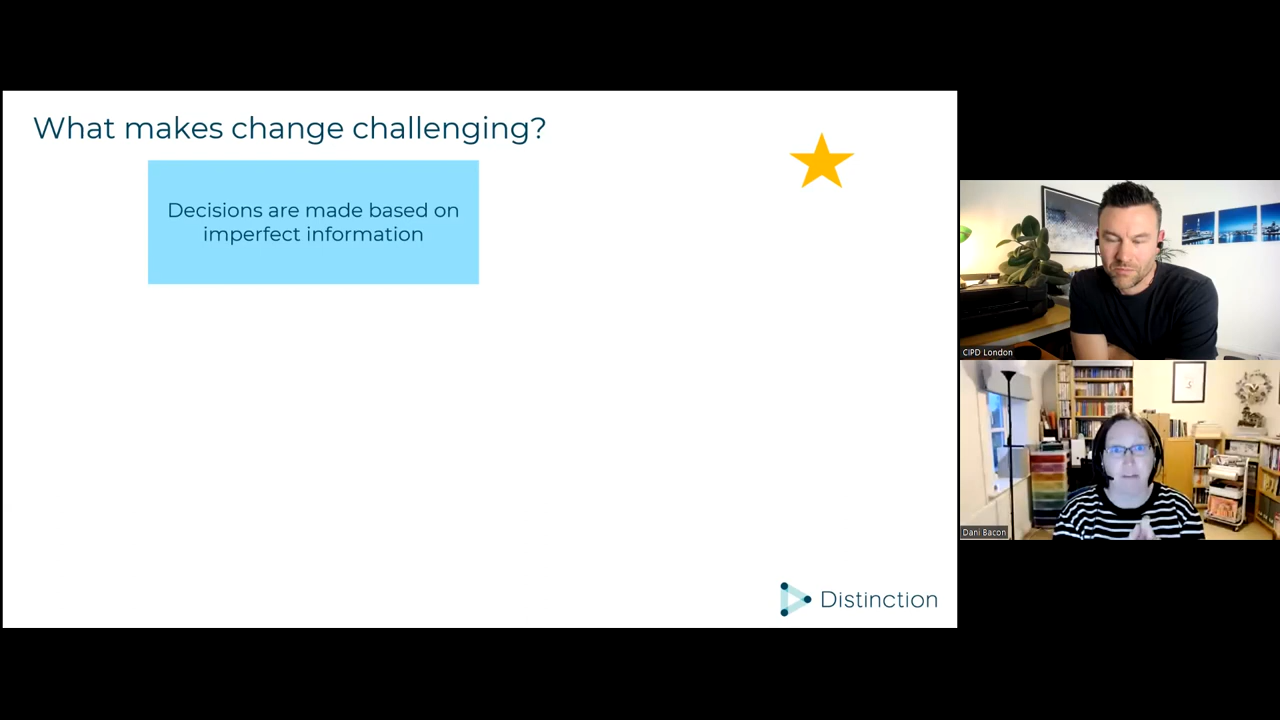 What makes change challenging?
Decisions are made based on
imperfect information
Distinction
CIPD London
Dani Bacon